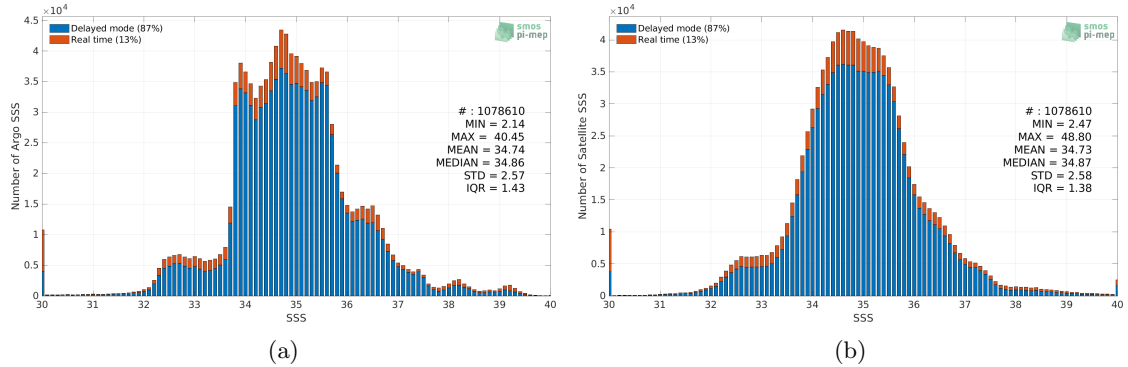 ×10⁴
Delayed mode (87%)
Real time (13%)
smos
pi-mep
# : 1078610
MIN = 2.14
MAX = 40.45
MEAN = 34.74
MEDIAN = 34.86
STD = 2.57
IQR = 1.43
Number of Argo SSS
4.5
4
3.5
3
2.5
2
1.5
1
0.5
0
30 31 32 33 34 35 36 37 38 39 40
SSS
(a)
×10⁴
Delayed mode (87%)
Real time (13%)
smos
pi-mep
# : 1078610
MIN = 2.47
MAX = 48.80
MEAN = 34.73
MEDIAN = 34.87
STD = 2.58
IQR = 1.38
Number of Satellite SSS
4
3.5
3
2.5
2
1.5
1
0.5
0
30 31 32 33 34 35 36 37 38 39 40
SSS
(b)